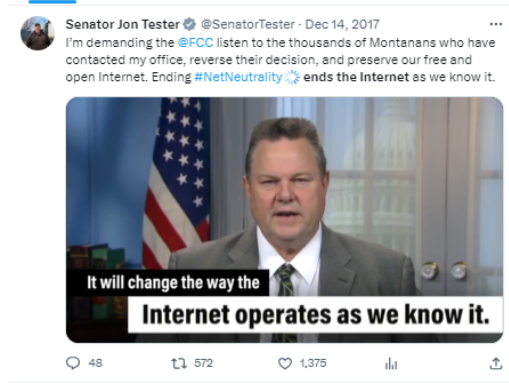 Senator Jon Tester @SenatorTester · Dec 14, 2017
I'm demanding the @FCC listen to the thousands of Montanans who have
contacted my office, reverse their decision, and preserve our free and
open Internet. Ending #NetNeutrality ends the Internet as we know it.
It will change the way the
Internet operates as we know it.
48 572 1,375